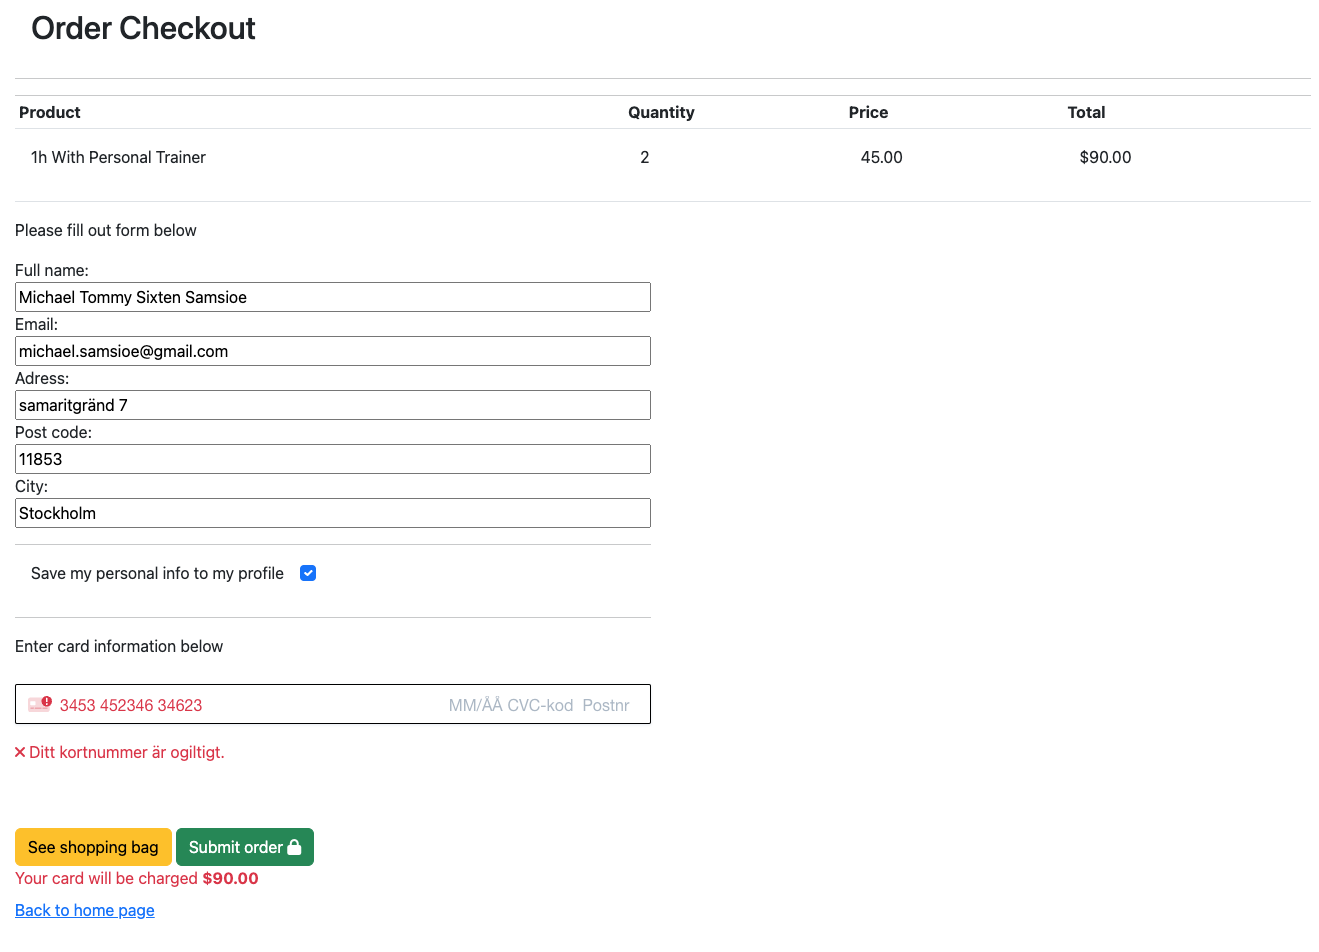 Order Checkout
Product Quantity Price Total
1h With Personal Trainer 2 45.00 $90.00
Please fill out form below
Full name:
Michael Tommy Sixten Samsioe
Email:
michael.samsioe@gmail.com
Adress:
samaritgränd 7
Post code:
11853
City:
Stockholm
Save my personal info to my profile
Enter card information below
3453 452346 34623 MM/ÅÅ CVC-kod Postnr
Ditt kortnummer är ogiltigt.
See shopping bag Submit order
Your card will be charged $90.00
Back to home page